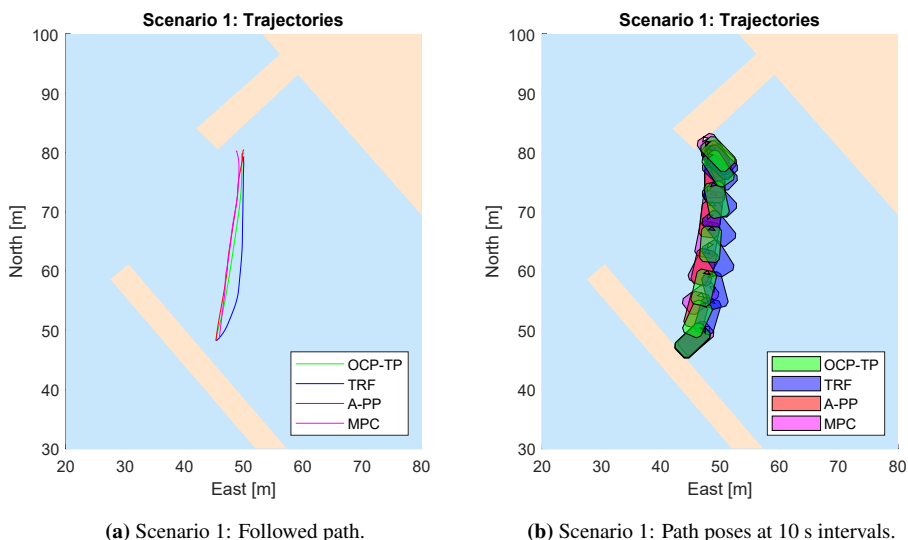 Scenario 1: Trajectories
100
90
80
70
60
50
40
30
North [m]
20 30 40 50 60 70 80
East [m]
OCP-TP
TRF
A-PP
MPC
(a) Scenario 1: Followed path.
Scenario 1: Trajectories
100
90
80
70
60
50
40
30
North [m]
20 30 40 50 60 70 80
East [m]
OCP-TP
TRF
A-PP
MPC
(b) Scenario 1: Path poses at 10 s intervals.